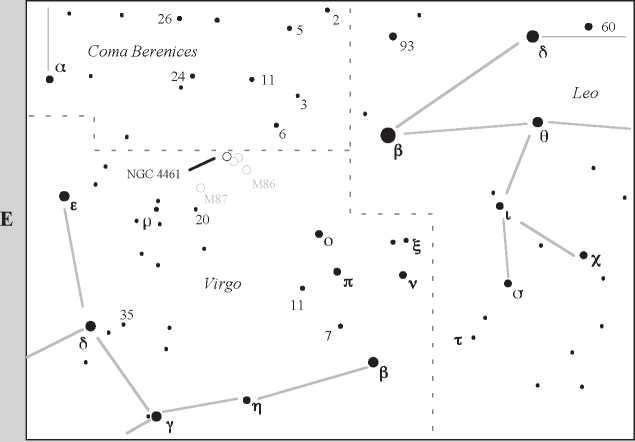 26
2
5
60
93
δ
Coma Berenices
α
24
11
Leo
3
6
β
θ
NGC 4461
M86
M87
ε
E
ρ
20
ι
ο
ξ
χ
π
ν
Virgo
11
σ
35
7
τ
δ
β
η
γ